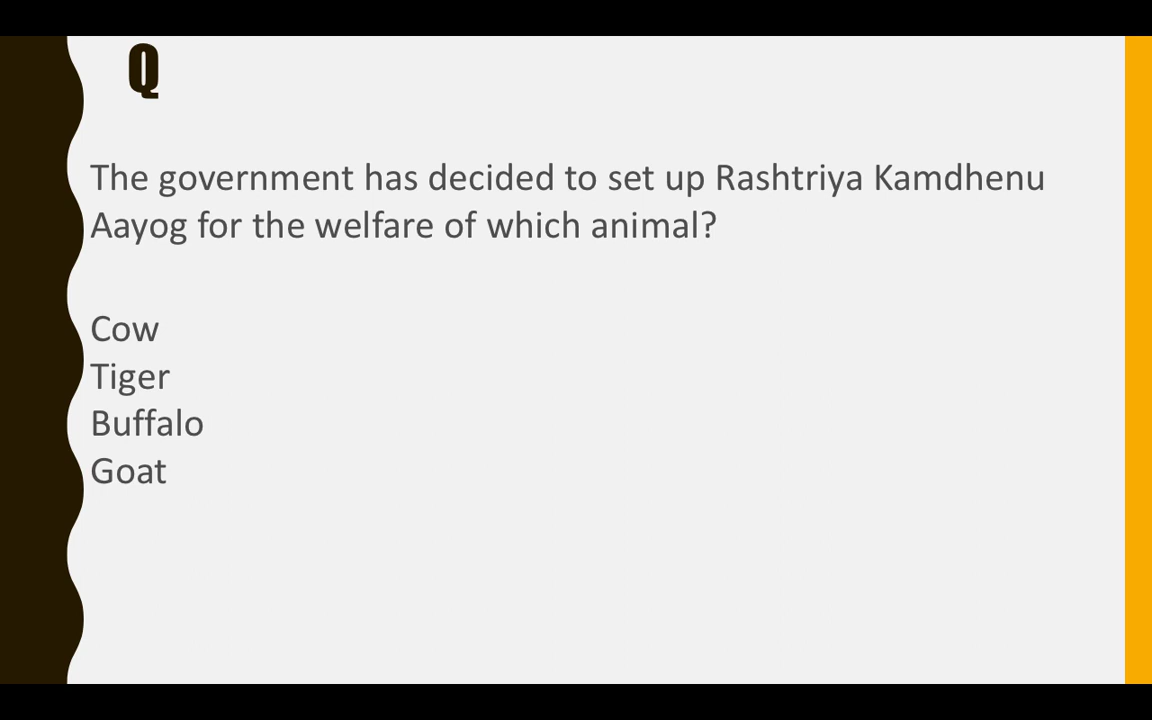 Q
The government has decided to set up Rashtriya Kamdhenu
Aayog for the welfare of which animal?
Cow
Tiger
Buffalo
Goat